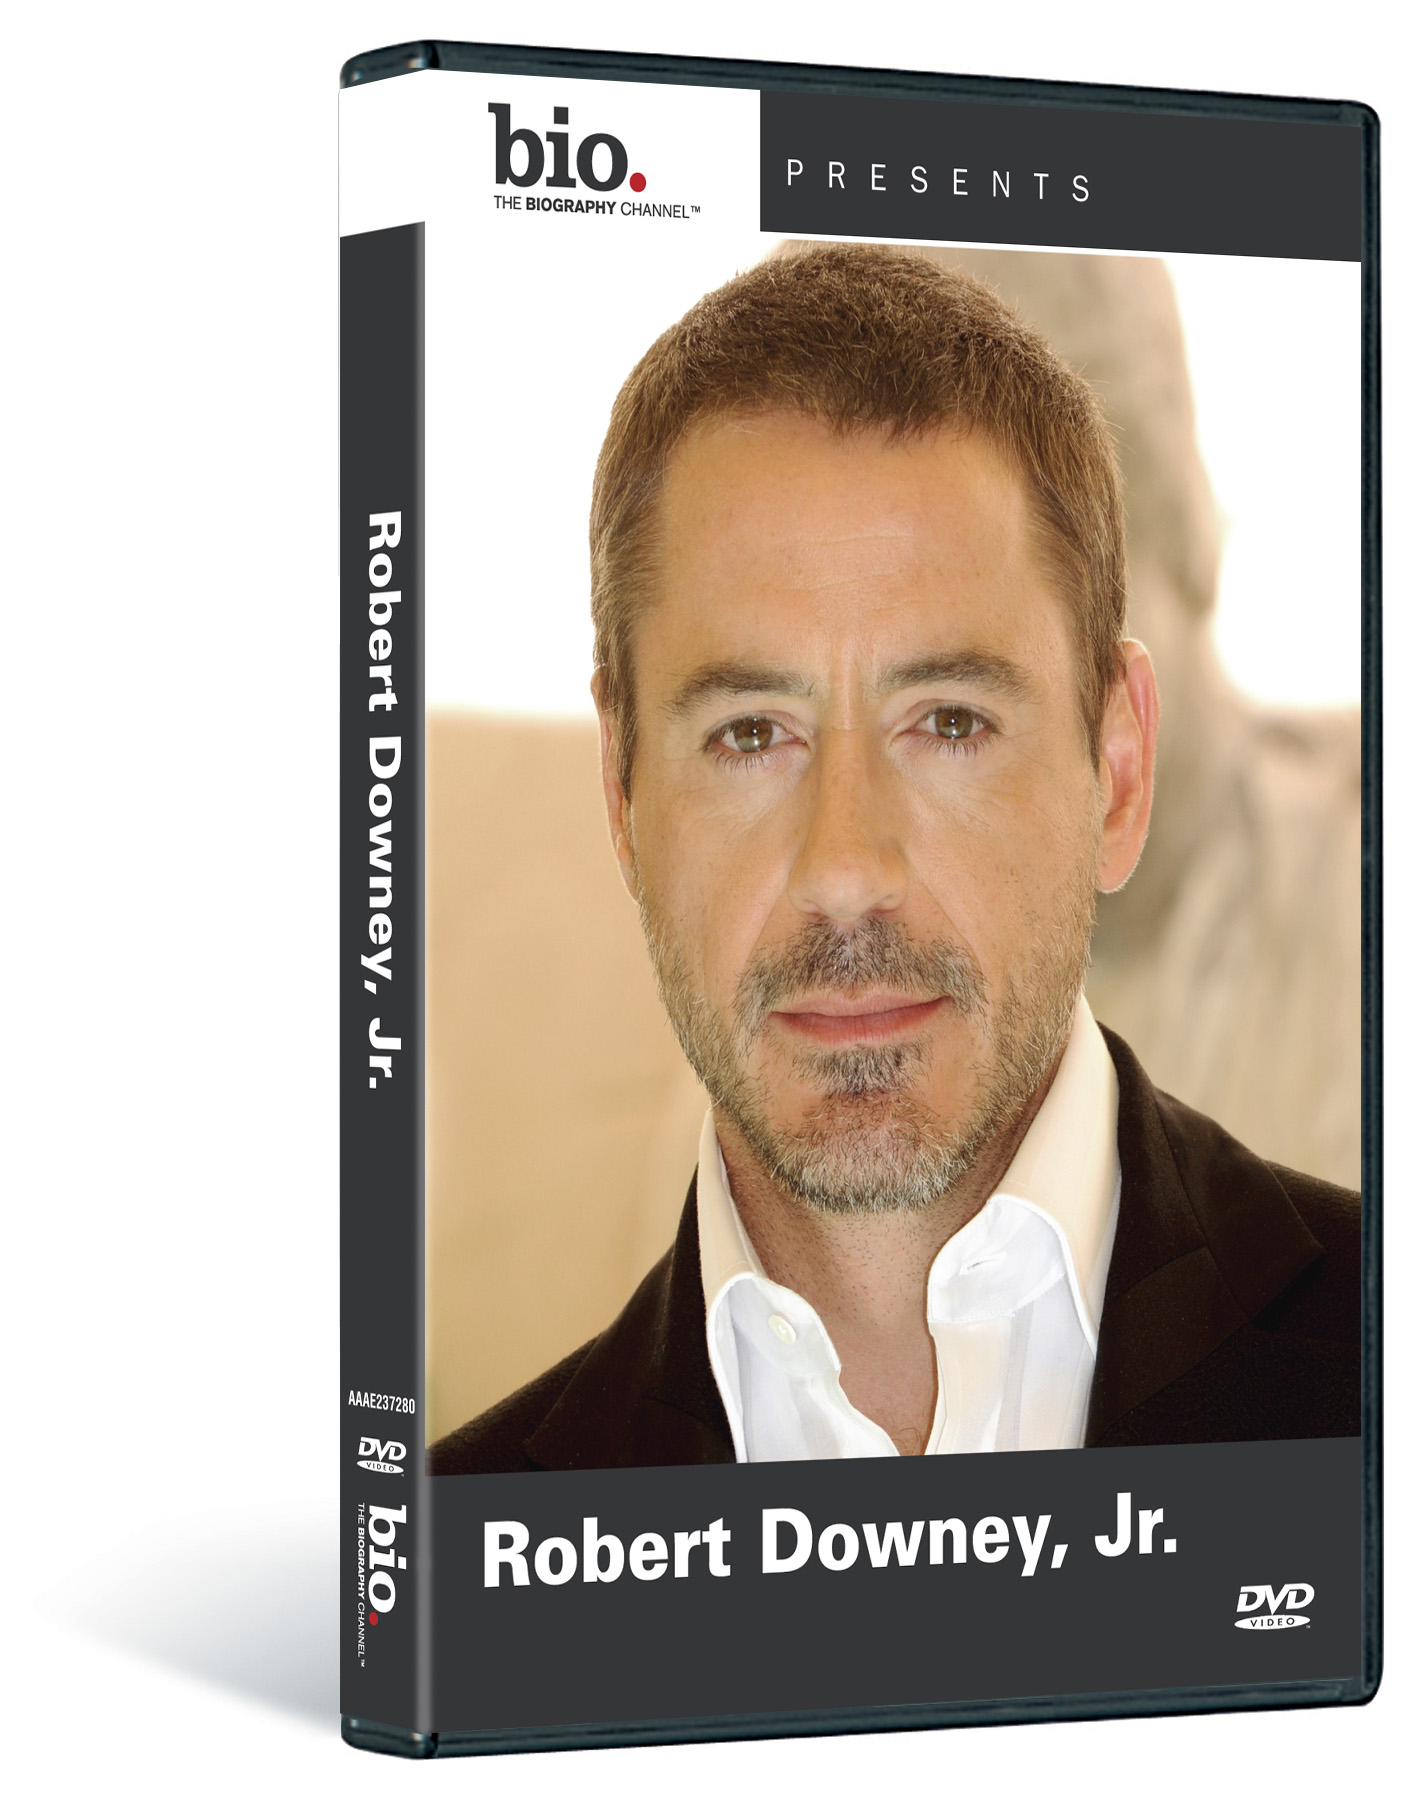 bio.
THE BIOGRAPHY CHANNEL™
PRESENTS
Robert Downey, Jr.
DVD
VIDEO
Robert Downey, Jr.
AAAE237280
DVD
VIDEO
bio.
THE BIOGRAPHY CHANNEL™